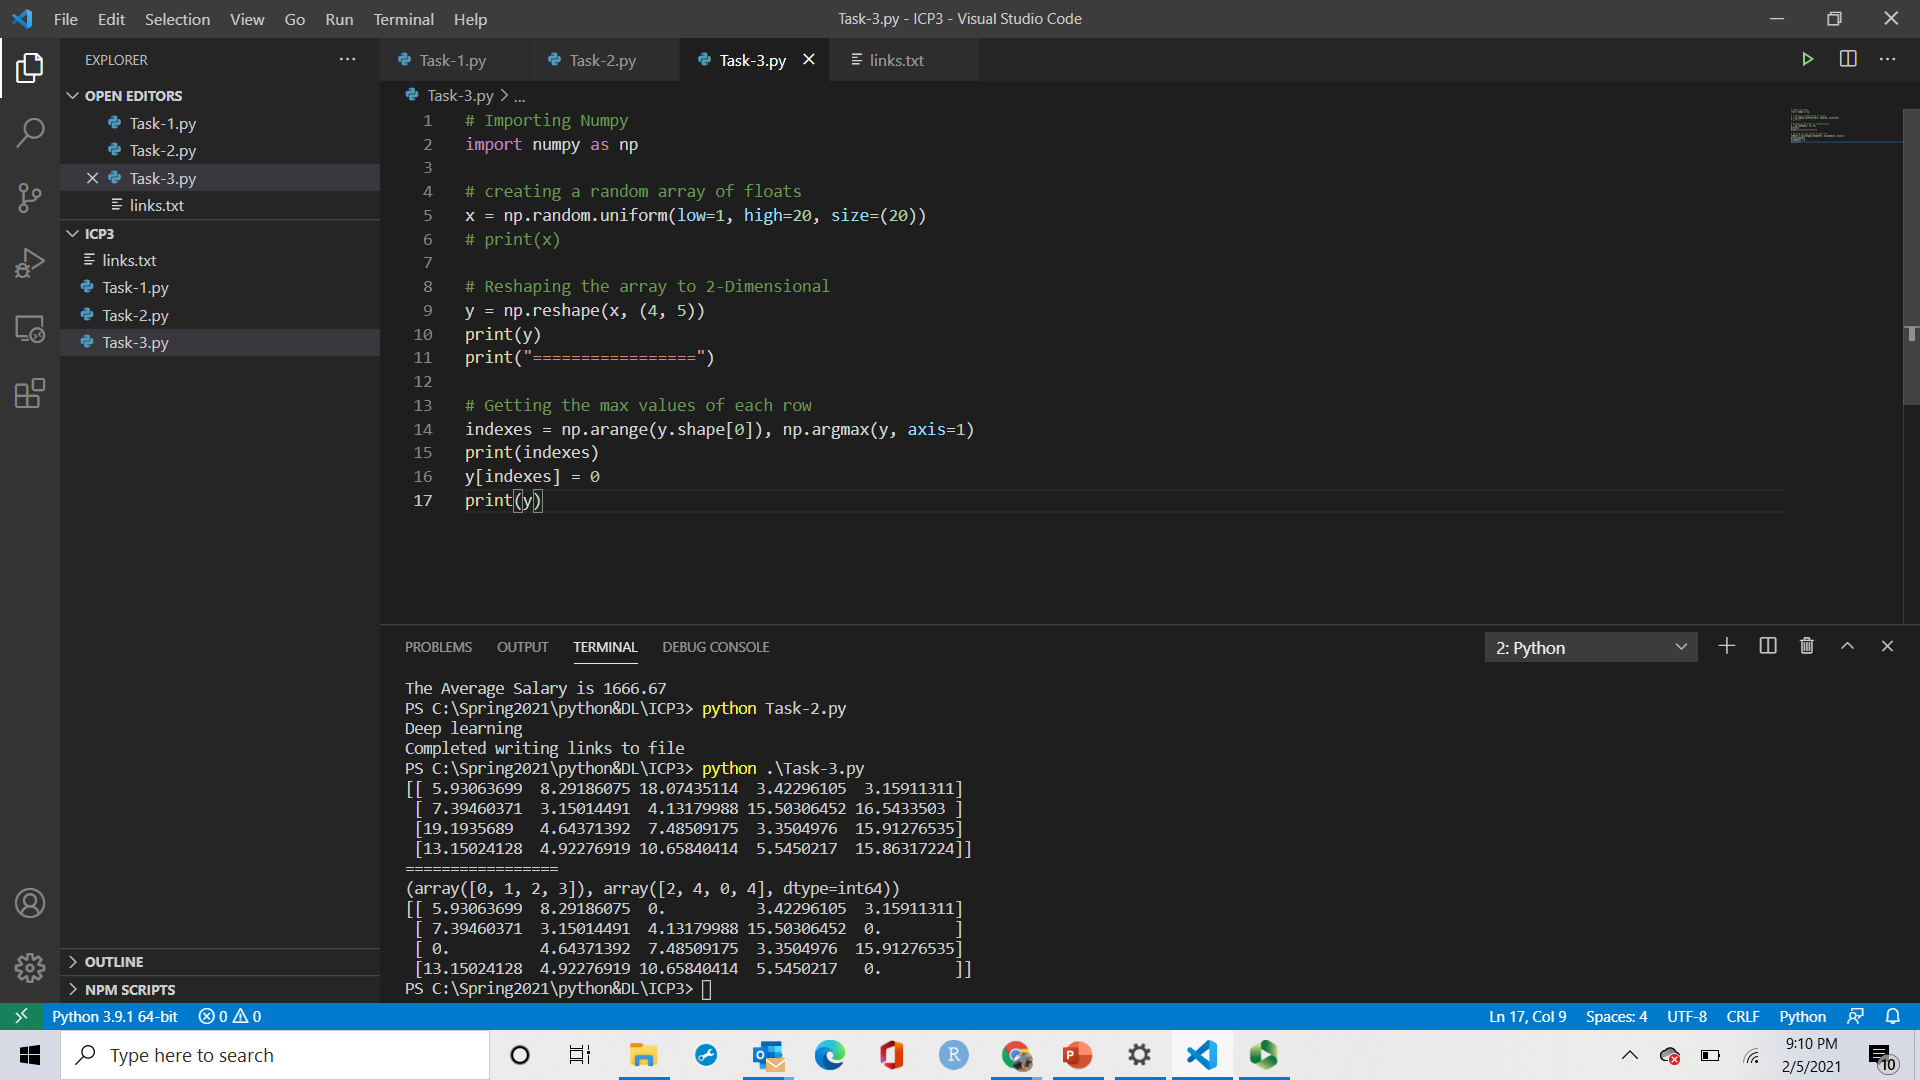 File Edit Selection View Go Run Terminal Help
Task-3.py - ICP3 - Visual Studio Code
EXPLORER
OPEN EDITORS
Task-1.py
Task-2.py
Task-3.py
links.txt
ICP3
links.txt
Task-1.py
Task-2.py
Task-3.py
OUTLINE
NPM SCRIPTS
Task-1.py Task-2.py Task-3.py links.txt
Task-3.py > ...
1 # Importing Numpy
2 import numpy as np
3
4 # creating a random array of floats
5 x = np.random.uniform(low=1, high=20, size=(20))
6 # print(x)
7
8 # Reshaping the array to 2-Dimensional
9 y = np.reshape(x, (4, 5))
10 print(y)
11 print("=================")
12
13 # Getting the max values of each row
14 indexes = np.arange(y.shape[0]), np.argmax(y, axis=1)
15 print(indexes)
16 y[indexes] = 0
17 print(y)
PROBLEMS OUTPUT TERMINAL DEBUG CONSOLE
2: Python
The Average Salary is 1666.67
PS C:\Spring2021\python&DL\ICP3> python Task-2.py
Deep learning
Completed writing links to file
PS C:\Spring2021\python&DL\ICP3> python .\Task-3.py
[[ 5.93063699  8.29186075 18.07435114  3.42296105  3.15911311]
 [ 7.39460371  3.15014491  4.13179988 15.50306452 16.5433503 ]
 [19.1935689   4.64371392  7.48509175  3.3504976  15.91276535]
 [13.15024128  4.92276919 10.65840414  5.5450217  15.86317224]]
=================
(array([0, 1, 2, 3]), array([2, 4, 0, 4], dtype=int64))
[[ 5.93063699  8.29186075  0.          3.42296105  3.15911311]
 [ 7.39460371  3.15014491  4.13179988 15.50306452  0.        ]
 [ 0.          4.64371392  7.48509175  3.3504976  15.91276535]
 [13.15024128  4.92276919 10.65840414  5.5450217   0.        ]]
PS C:\Spring2021\python&DL\ICP3>
Python 3.9.1 64-bit 0 0
Ln 17, Col 9 Spaces: 4 UTF-8 CRLF Python
Type here to search
9:10 PM
2/5/2021
10